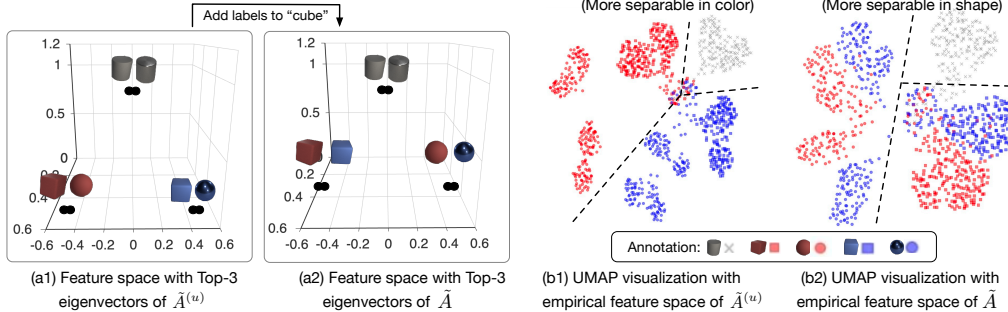 Add labels to “cube”
1.2
1
0.5
0
0.2
0.4
0.6
-0.6 -0.4 -0.2 0 0.2 0.4 0.6
1.2
1
0.5
0.2
0.4
0.6
-0.6 -0.4 -0.2 0 0.2 0.4 0.6
(a1) Feature space with Top-3
eigenvectors of Ã⁽ᵘ⁾
(a2) Feature space with Top-3
eigenvectors of Ã
(More separable in color)
(More separable in shape)
Annotation:
(b1) UMAP visualization with
empirical feature space of Ã⁽ᵘ⁾
(b2) UMAP visualization with
empirical feature space of Ã